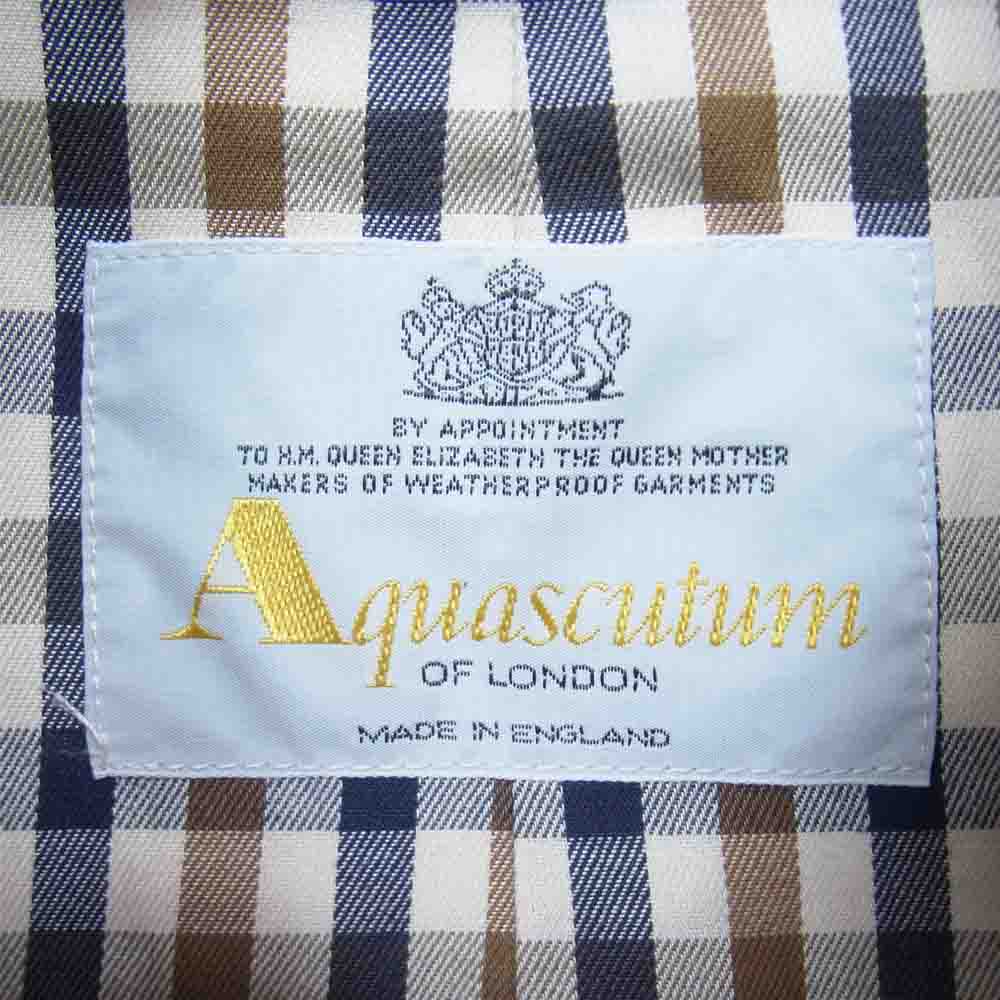 BY APPOINTMENT
TO H.M. QUEEN ELIZABETH THE QUEEN MOTHER
MAKERS OF WEATHERPROOF GARMENTS
Aquascutum
OF LONDON
MADE IN ENGLAND